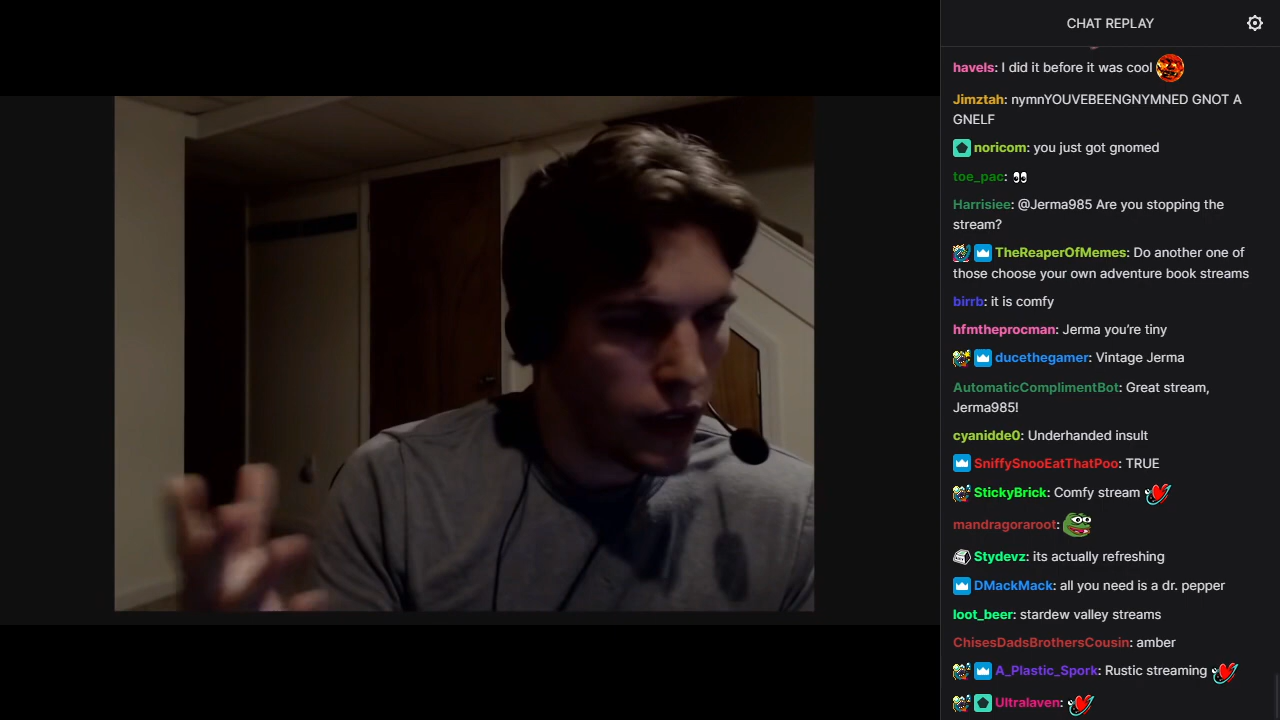 CHAT REPLAY
havels: I did it before it was cool
Jimztah: nymnYOUVEBEENGNYMNED GNOT A
GNELF
noricom: you just got gnomed
toe_pac:
Harrisiee: @Jerma985 Are you stopping the
stream?
TheReaperOfMemes: Do another one of
those choose your own adventure book streams
birrb: it is comfy
hfmtheprocman: Jerma you’re tiny
ducethegamer: Vintage Jerma
AutomaticComplimentBot: Great stream,
Jerma985!
cyanidde0: Underhanded insult
SniffySnooEatThatPoo: TRUE
StickyBrick: Comfy stream
mandragoraroot:
Stydevz: its actually refreshing
DMackMack: all you need is a dr. pepper
loot_beer: stardew valley streams
ChisesDadsBrothersCousin: amber
A_Plastic_Spork: Rustic streaming
Ultralaven: